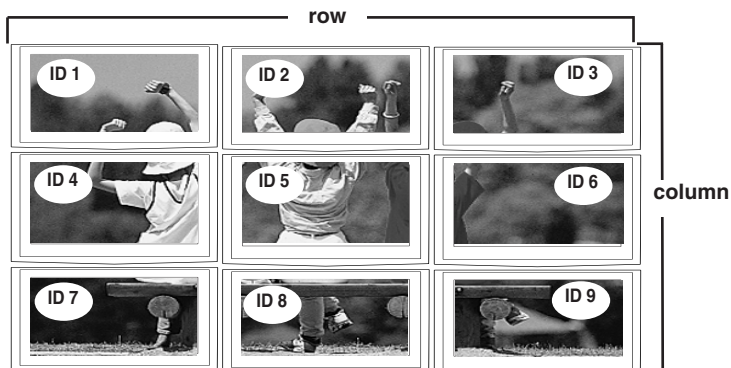 row
ID 1
ID 2
ID 3
ID 4
ID 5
ID 6
column
ID 7
ID 8
ID 9